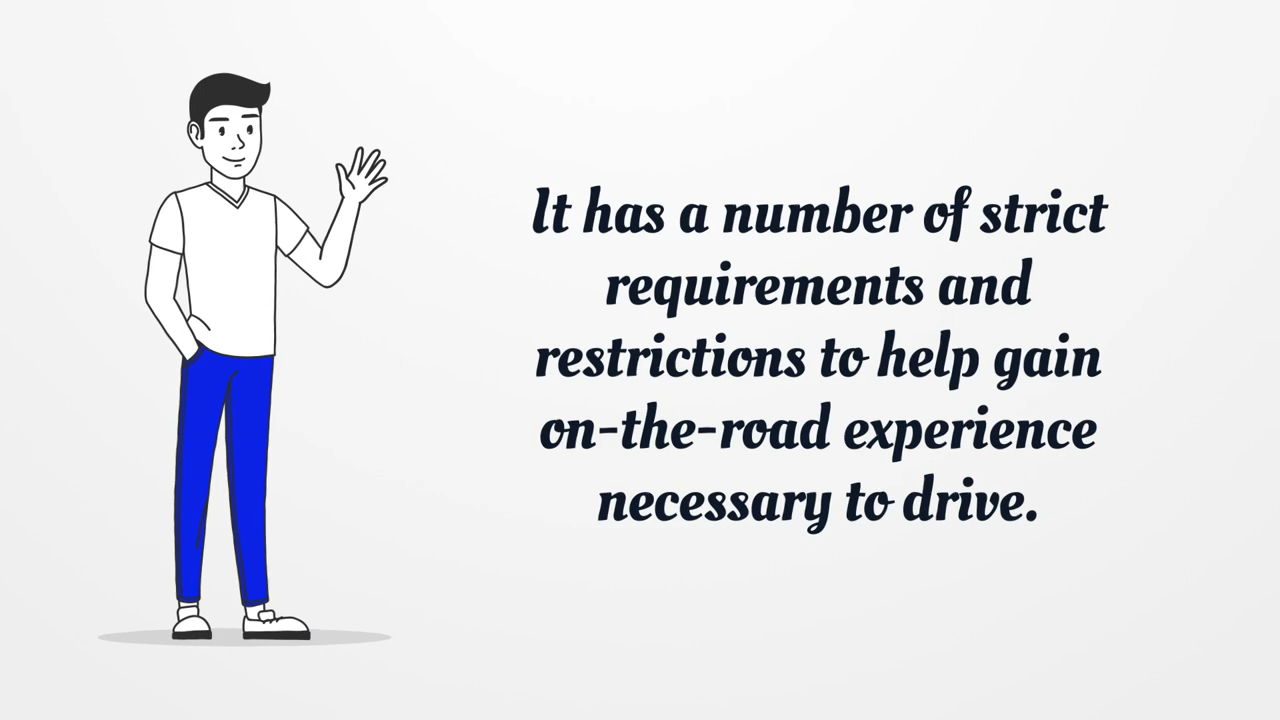 It has a number of strict
requirements and
restrictions to help gain
on-the-road experience
necessary to drive.